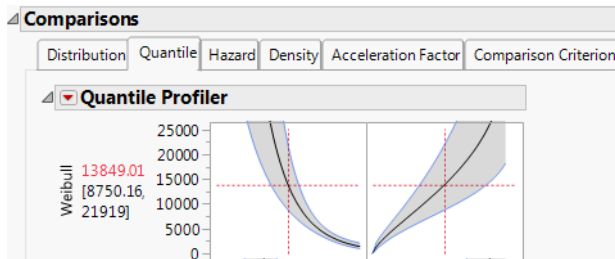 Comparisons
Distribution Quantile Hazard Density Acceleration Factor Comparison Criterion
Quantile Profiler
Weibull
13849.01
[8750.16,
21919]
25000
20000
15000
10000
5000
0